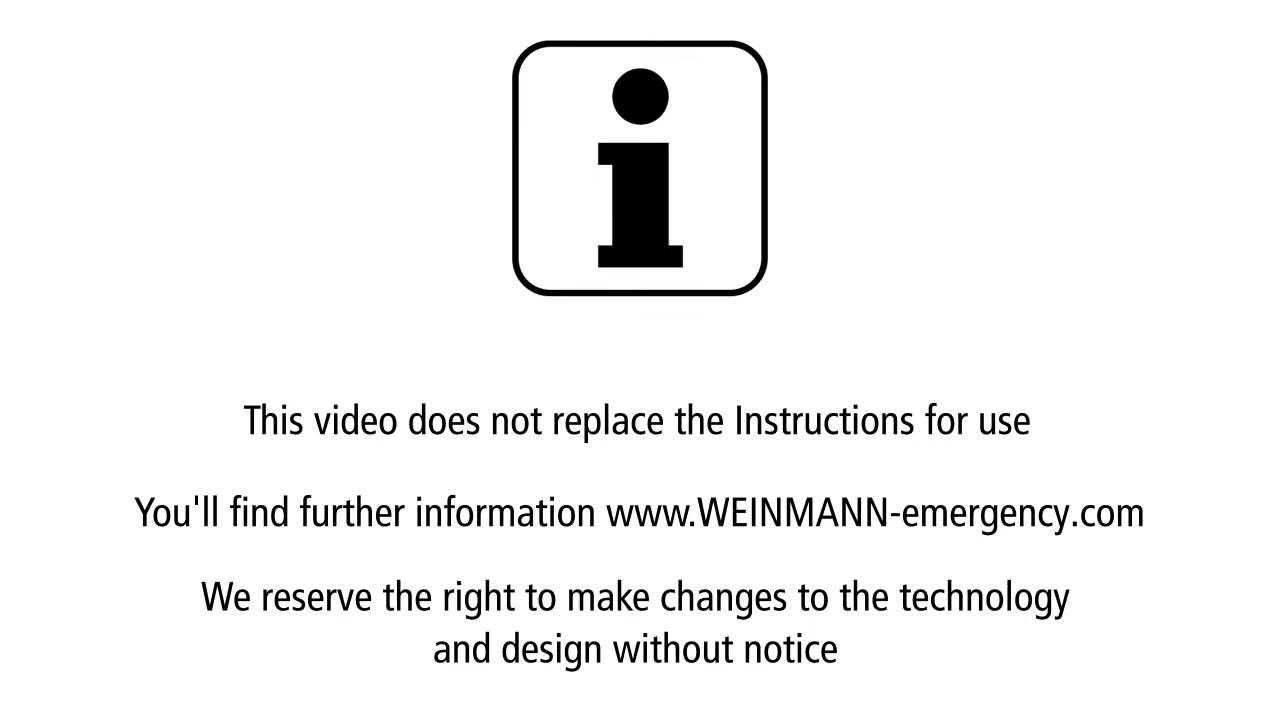 i
This video does not replace the Instructions for use
You'll find further information www.WEINMANN-emergency.com
We reserve the right to make changes to the technology
and design without notice